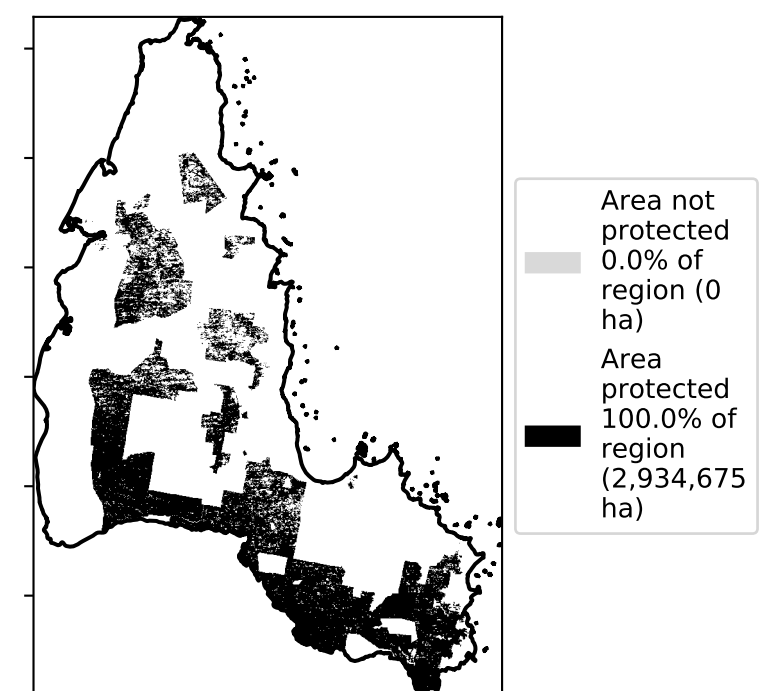 Area not
protected
0.0% of
region (0
ha)
Area
protected
100.0% of
region
(2,934,675
ha)